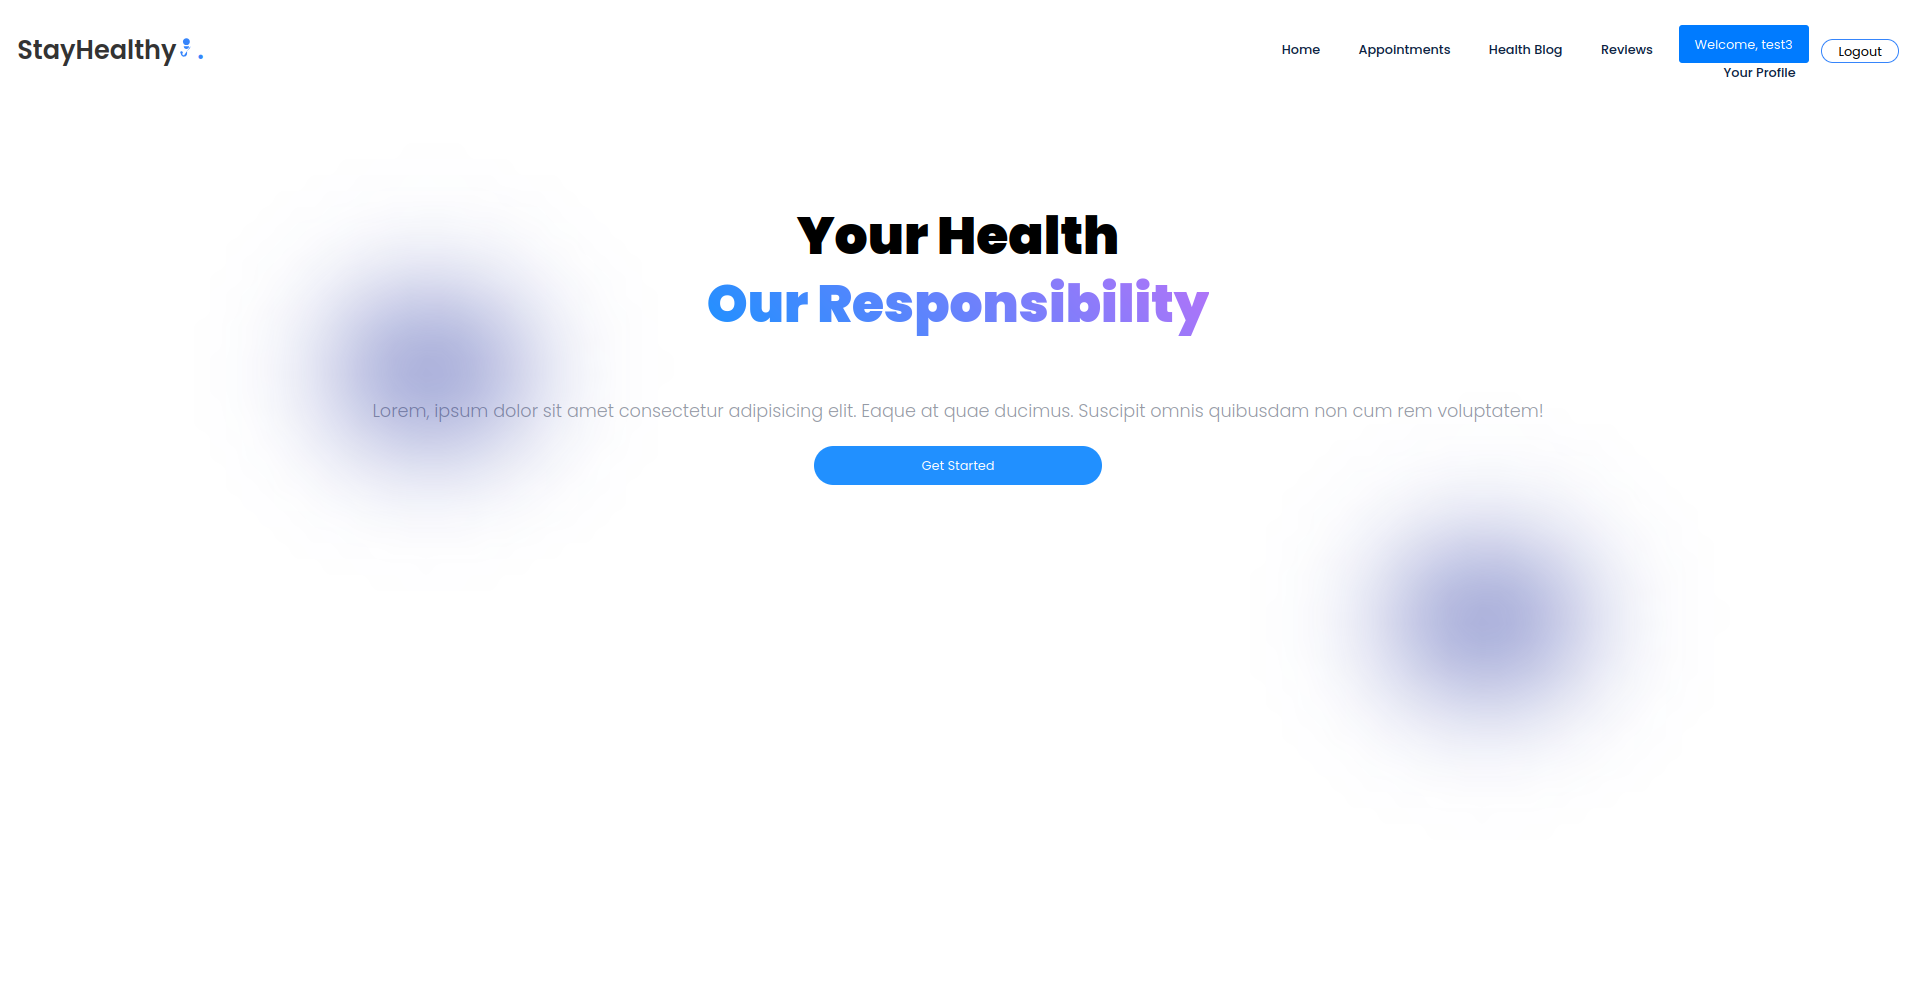 StayHealthy .
Home Appointments Health Blog Reviews Welcome, test3 Logout
Your Profile
Your Health
Our Responsibility
Lorem, ipsum dolor sit amet consectetur adipisicing elit. Eaque at quae ducimus. Suscipit omnis quibusdam non cum rem voluptatem!
Get Started